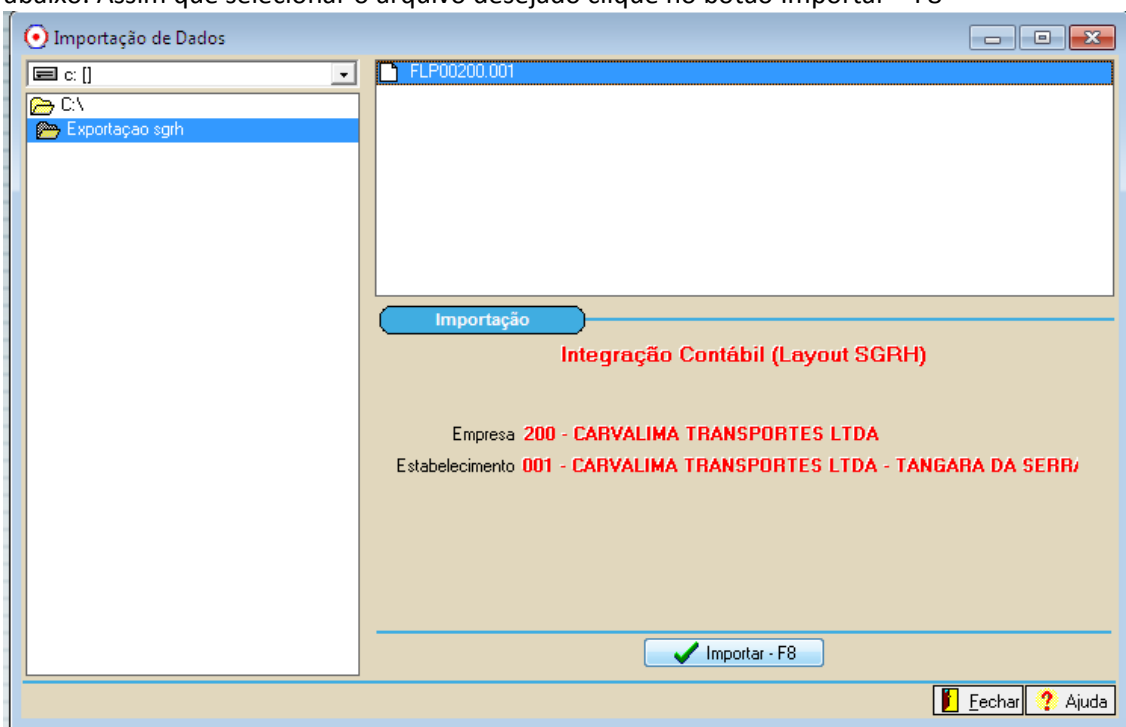 abaixo. Assim que selecionar o arquivo desejado clique no botão Importar – F8
Importação de Dados
c: []
C:\
Exportaçao sgrh
FLP00200.001
Importação
Integração Contábil (Layout SGRH)
Empresa 200 - CARVALIMA TRANSPORTES LTDA
Estabelecimento 001 - CARVALIMA TRANSPORTES LTDA - TANGARA DA SERR
Importar - F8
Fechar
? Ajuda